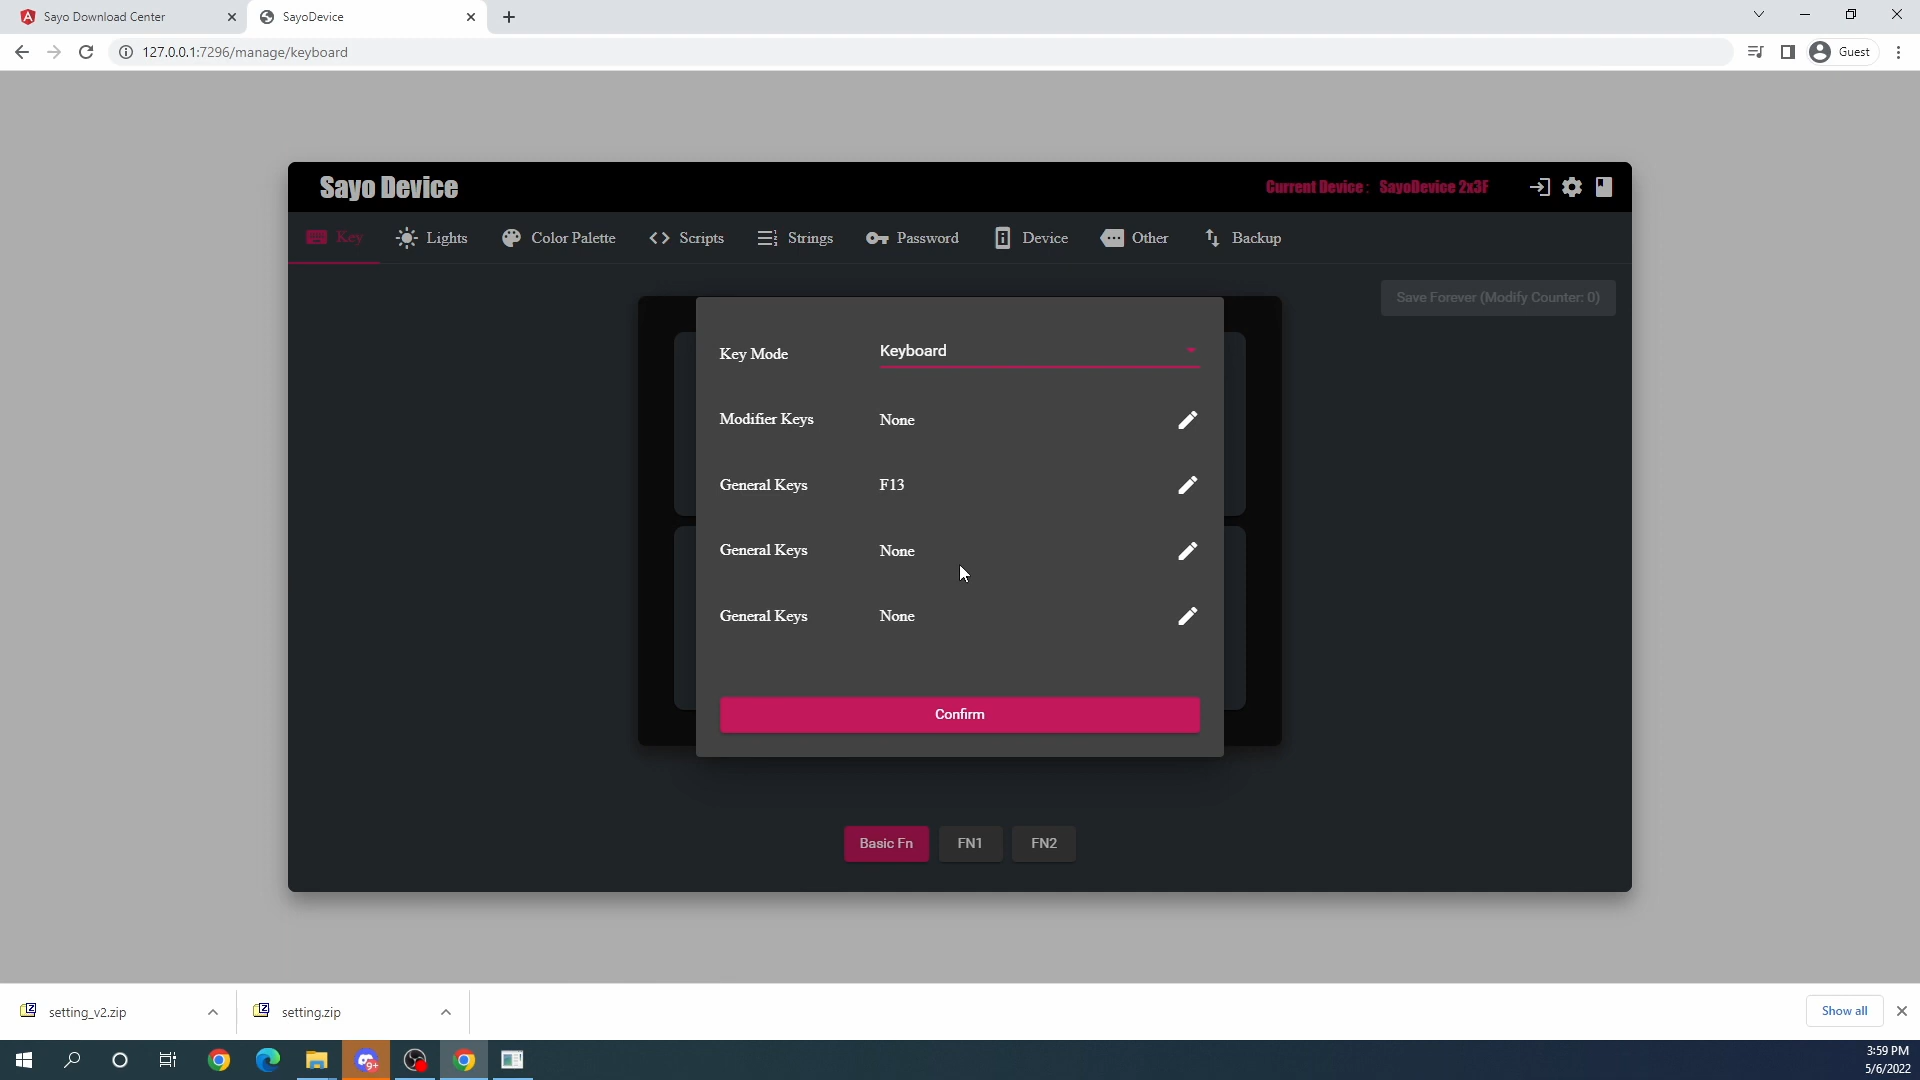 Sayo Download Center
SayoDevice
127.0.0.1:7296/manage/keyboard
Guest
Sayo Device
Current Device : SayoDevice 2x3F
Key
Lights
Color Palette
Scripts
Strings
Password
Device
Other
Backup
Save Forever (Modify Counter: 0)
Key Mode
Keyboard
Modifier Keys
None
General Keys
F13
General Keys
None
General Keys
None
Confirm
Basic Fn
FN1
FN2
setting_v2.zip
setting.zip
Show all
9+
3:59 PM
5/6/2022